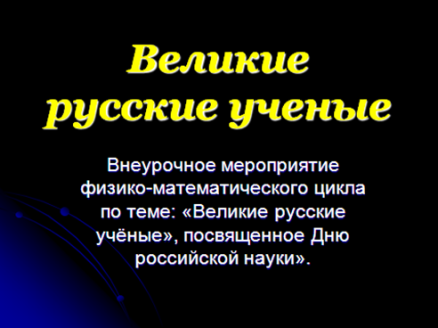 Великие
русские ученые
Внеурочное мероприятие
физико-математического цикла
по теме: «Великие русские
учёные», посвященное Дню
российской науки».